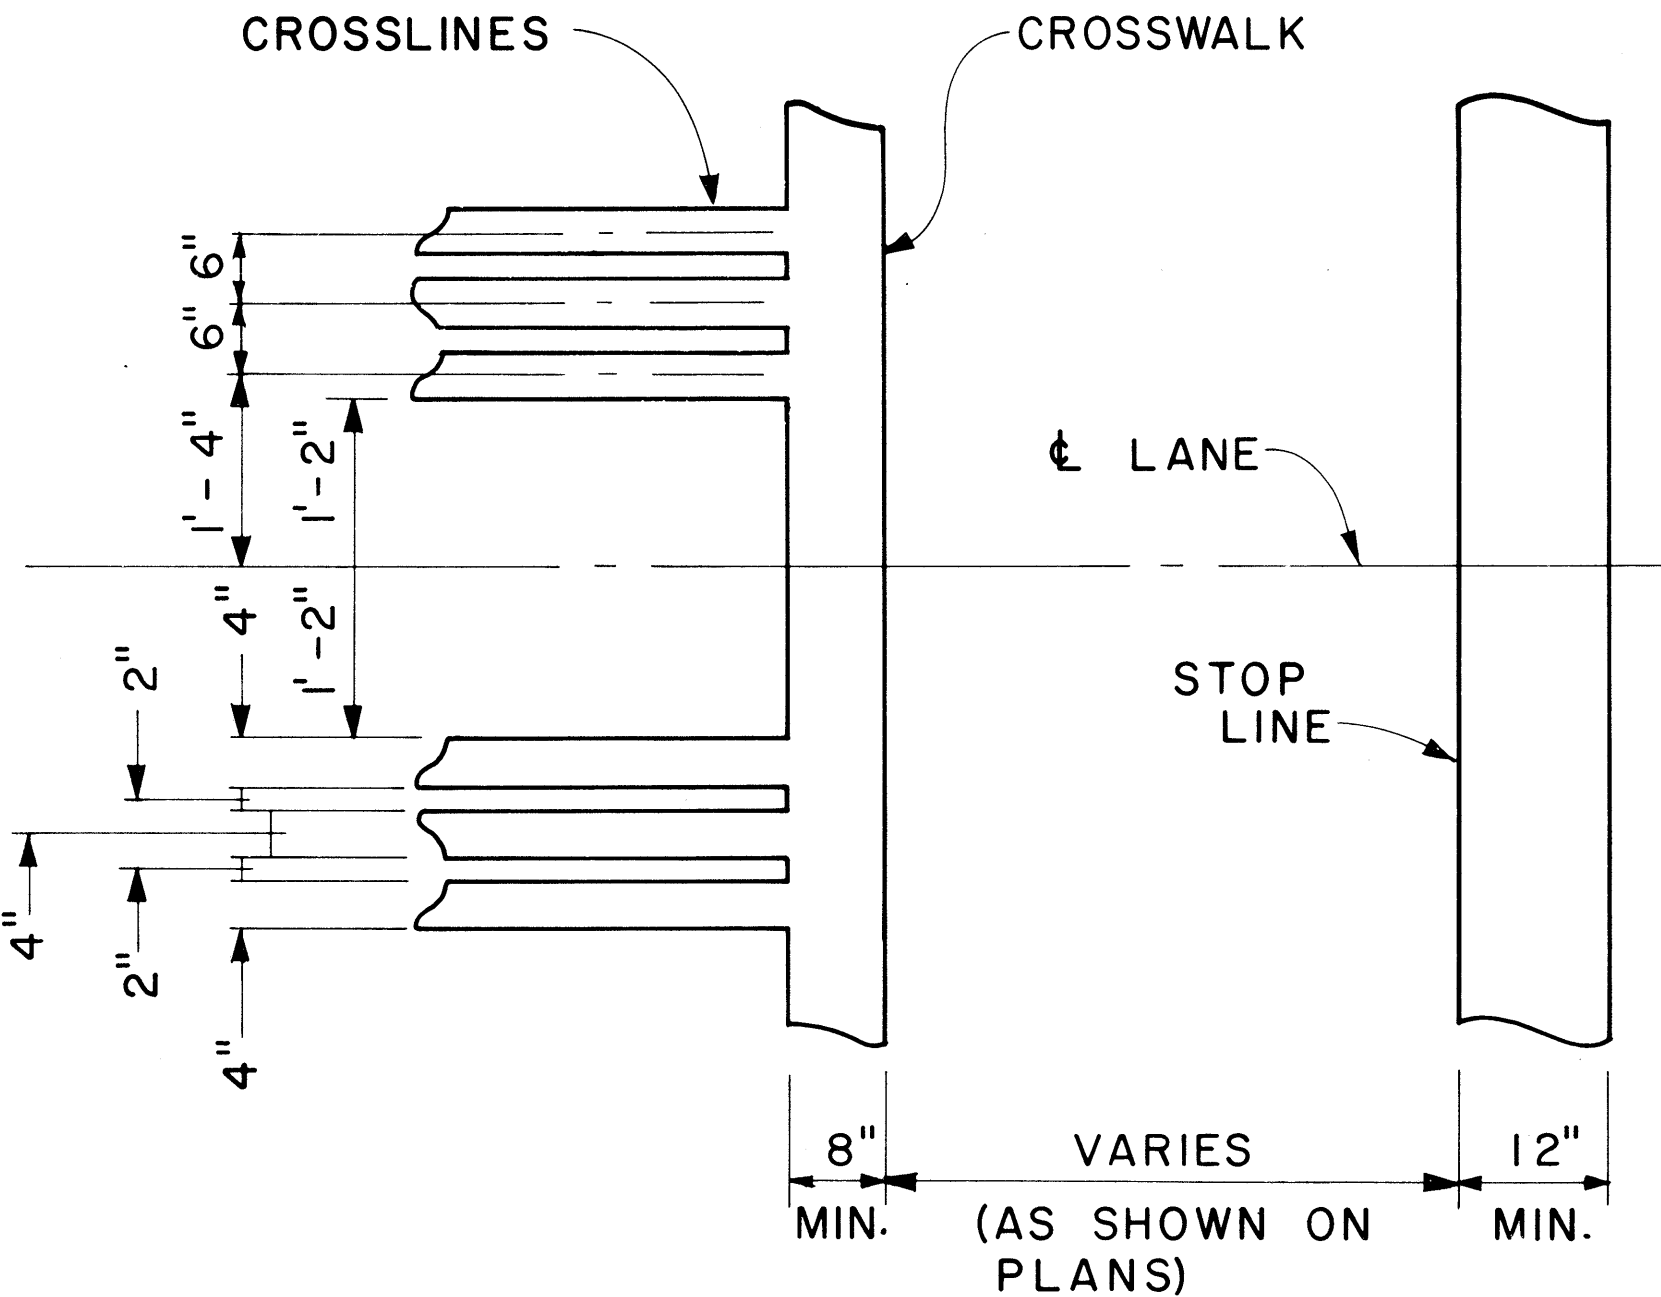 CROSSLINES
CROSSWALK
6"
6"
1'-4"
1'-2"
℄ LANE
4"
1'-2"
2"
STOP
LINE
4"
2"
4"
8"
VARIES
12"
MIN.
(AS SHOWN ON
MIN.
PLANS)